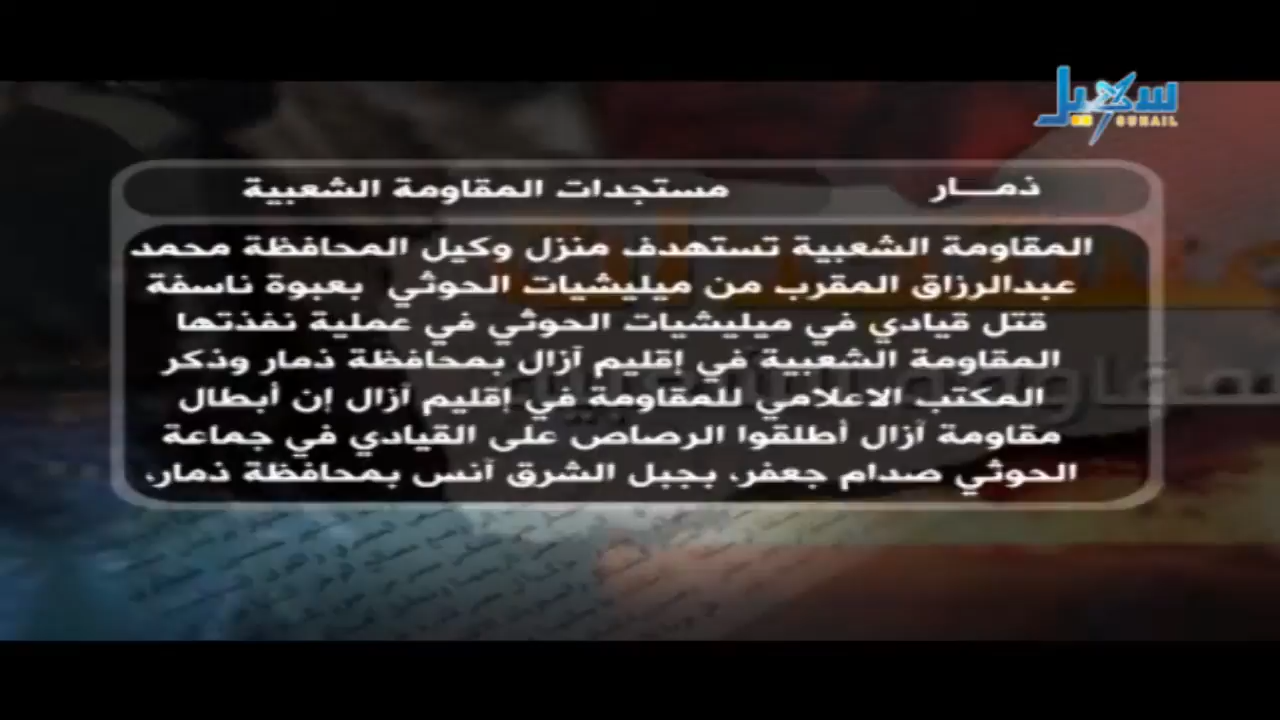 سهيل
SUHAIL
ذمـــار
مستجدات المقاومة الشعبية
المقاومة الشعبية تستهدف منزل وكيل المحافظة محمد
عبدالرزاق المقرب من ميليشيات الحوثي بعبوة ناسفة
قتل قيادي في ميليشيات الحوثي في عملية نفذتها
المقاومة الشعبية في إقليم آزال بمحافظة ذمار وذكر
المكتب الاعلامي للمقاومة في إقليم آزال إن أبطال
مقاومة آزال أطلقوا الرصاص على القيادي في جماعة
الحوثي صدام جعفر، بجبل الشرق آنس بمحافظة ذمار،